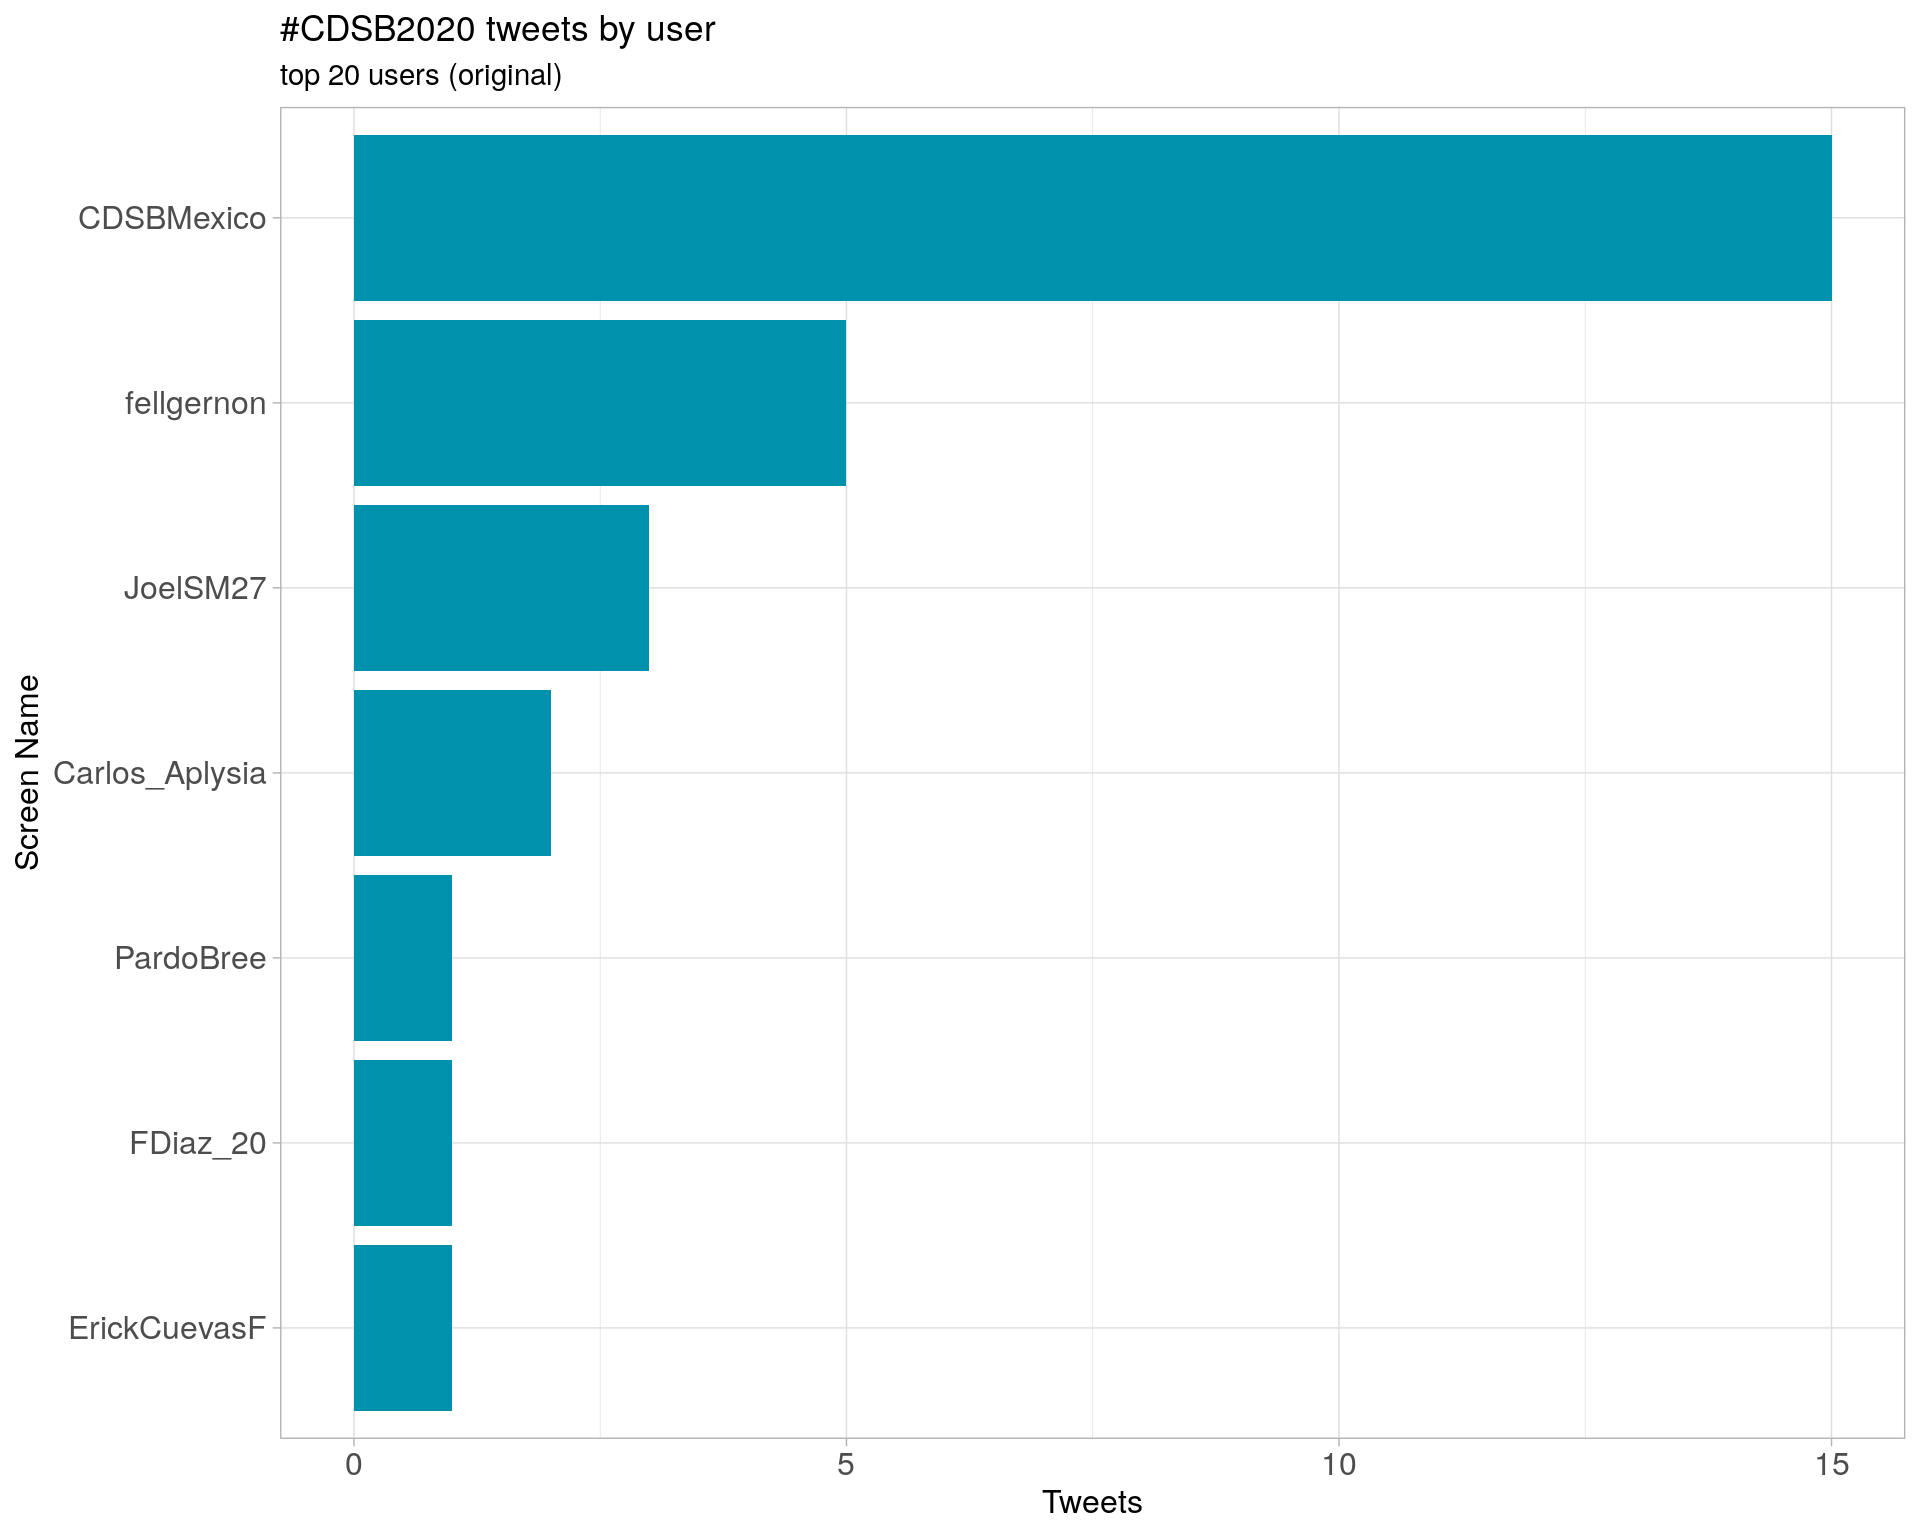 #CDSB2020 tweets by user
top 20 users (original)
CDSBMexico
fellgernon
JoelSM27
Carlos_Aplysia
PardoBree
FDiaz_20
ErickCuevasF
Screen Name
0 5 10 15
Tweets